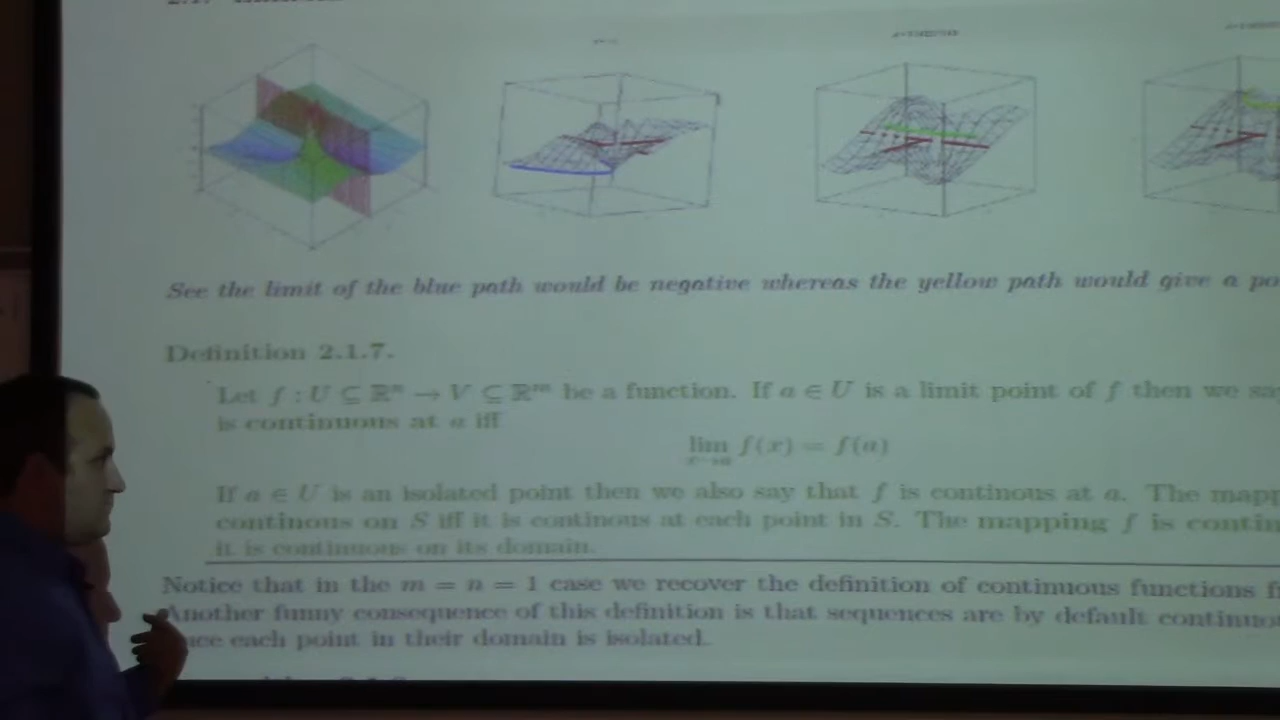 See the limit of the blue path would be negative whereas the yellow path would give a po
Definition 2.1.7.
Let f : U ⊆ ℝⁿ → V ⊆ ℝᵐ be a function. If a ∈ U is a limit point of f then we sa
is continuous at a iff
lim f(x) = f(a)
x→a
If a ∈ U is an isolated point then we also say that f is continous at a. The mapp
continous on S iff it is continous at each point in S. The mapping f is contin
it is continuous on its domain.
Notice that in the m = n = 1 case we recover the definition of continuous functions f
Another funny consequence of this definition is that sequences are by default continuo
each point in their domain is isolated.